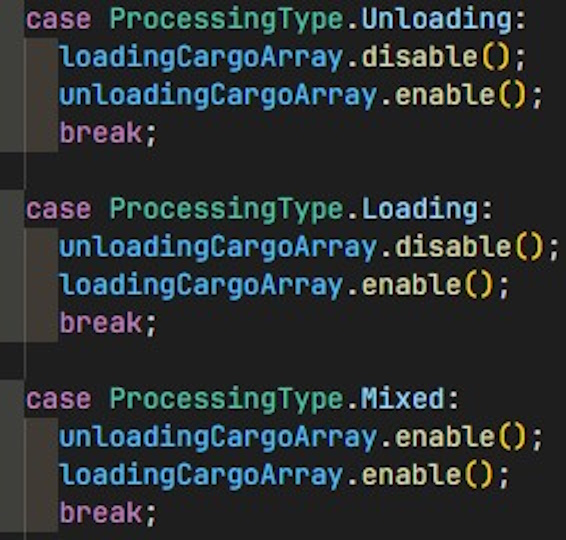 case ProcessingType.Unloading:
loadingCargoArray.disable();
unloadingCargoArray.enable();
break;
case ProcessingType.Loading:
unloadingCargoArray.disable();
loadingCargoArray.enable();
break;
case ProcessingType.Mixed:
unloadingCargoArray.enable();
loadingCargoArray.enable();
break;